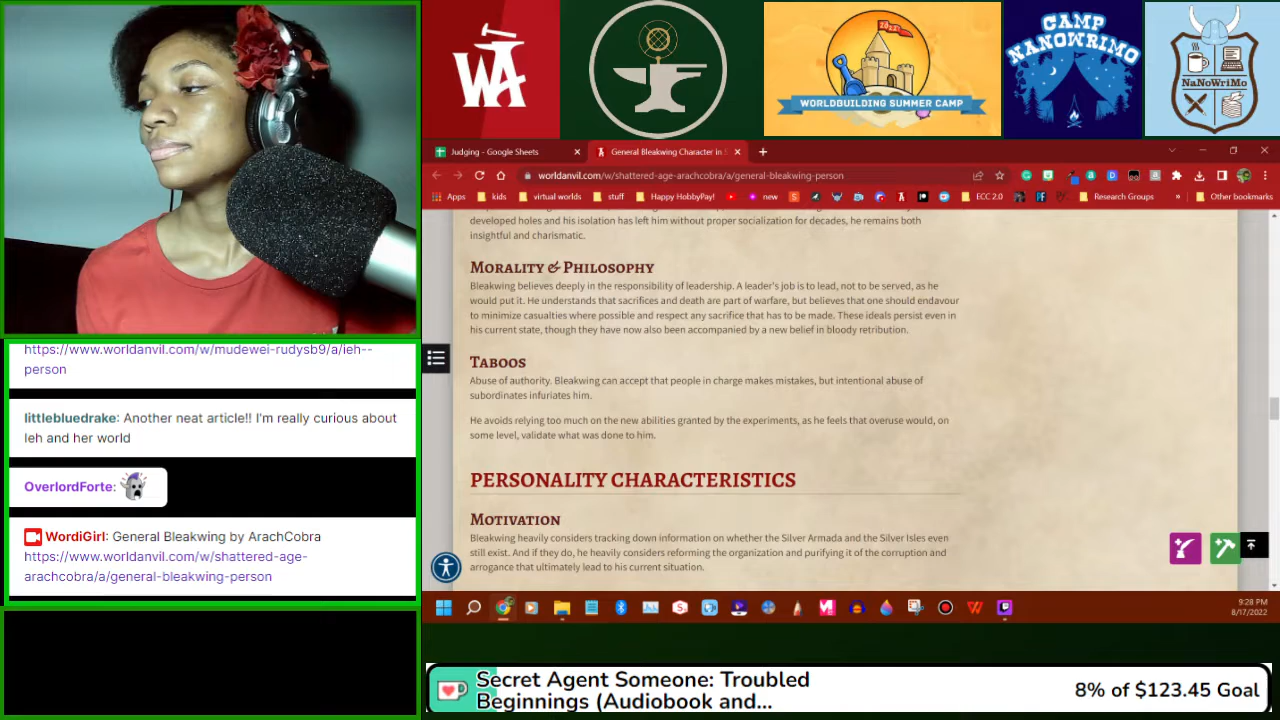 WA
2022
WORLDBUILDING SUMMER CAMP
CAMP
NANOWRIMO
NaNoWriMo
Judging - Google Sheets
General Bleakwing Character in S
worldanvil.com/w/shattered-age-arachcobra/a/general-bleakwing-person
Apps
kids
virtual worlds
stuff
Happy HobbyPay!
new
ECC 2.0
Research Groups
Other bookmarks
developed holes and his isolation has left him without proper socialization for decades, he remains both
insightful and charismatic.
MORALITY & PHILOSOPHY
Bleakwing believes deeply in the responsibility of leadership. A leader's job is to lead, not to be served, as he
would put it. He understands that sacrifices and death are part of warfare, but believes that one should endavour
to minimize casualties where possible and respect any sacrifice that has to be made. These ideals persist even in
his current state, though they have now also been accompanied by a new belief in bloody retribution.
TABOOS
Abuse of authority. Bleakwing can accept that people in charge makes mistakes, but intentional abuse of
subordinates infuriates him.
He avoids relying too much on the new abilities granted by the experiments, as he feels that overuse would, on
some level, validate what was done to him.
PERSONALITY CHARACTERISTICS
MOTIVATION
Bleakwing heavily considers tracking down information on whether the Silver Armada and the Silver Isles even
still exist. And if they do, he heavily considers reforming the organization and purifying it of the corruption and
arrogance that ultimately lead to his current situation.
9:28 PM
8/17/2022
https://www.worldanvil.com/w/mudewei-rudysb9/a/ieh--
person
littlebluedrake: Another neat article!! I'm really curious about
Ieh and her world
OverlordForte:
WordiGirl: General Bleakwing by ArachCobra
https://www.worldanvil.com/w/shattered-age-
arachcobra/a/general-bleakwing-person
Secret Agent Someone: Troubled
Beginnings (Audiobook and...
8% of $123.45 Goal